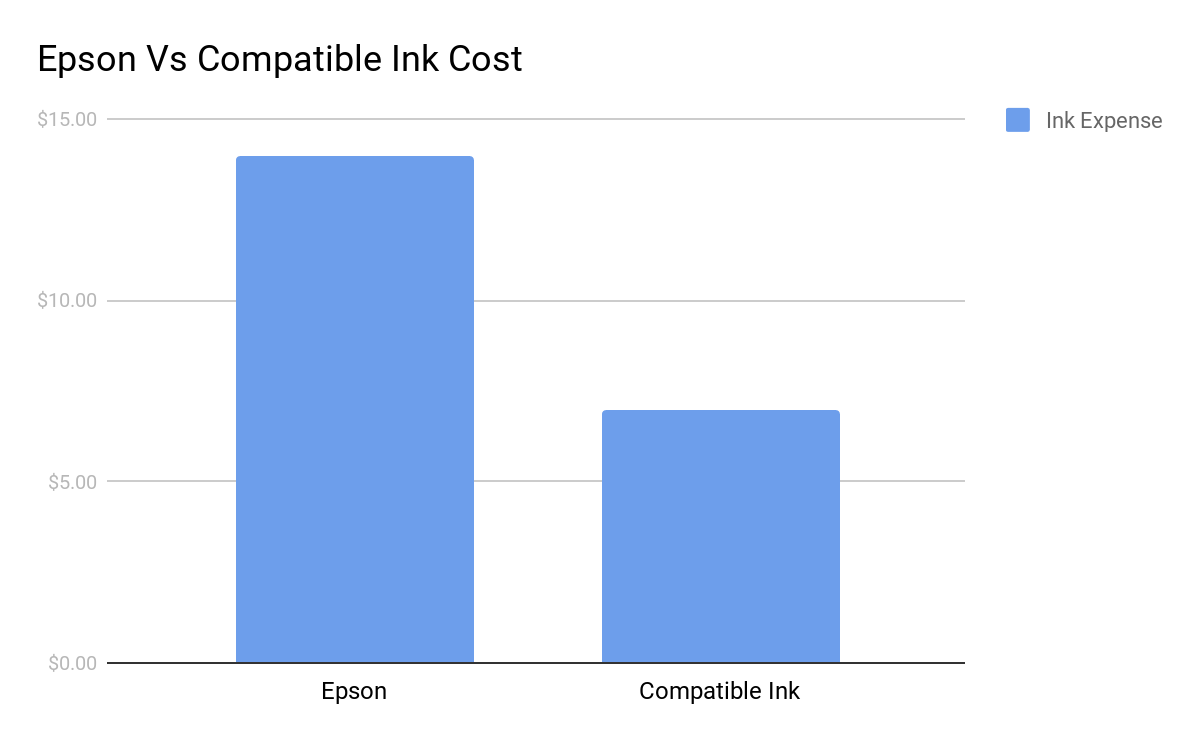 Epson Vs Compatible Ink Cost
$15.00
Ink Expense
$10.00
$5.00
$0.00
Epson
Compatible Ink